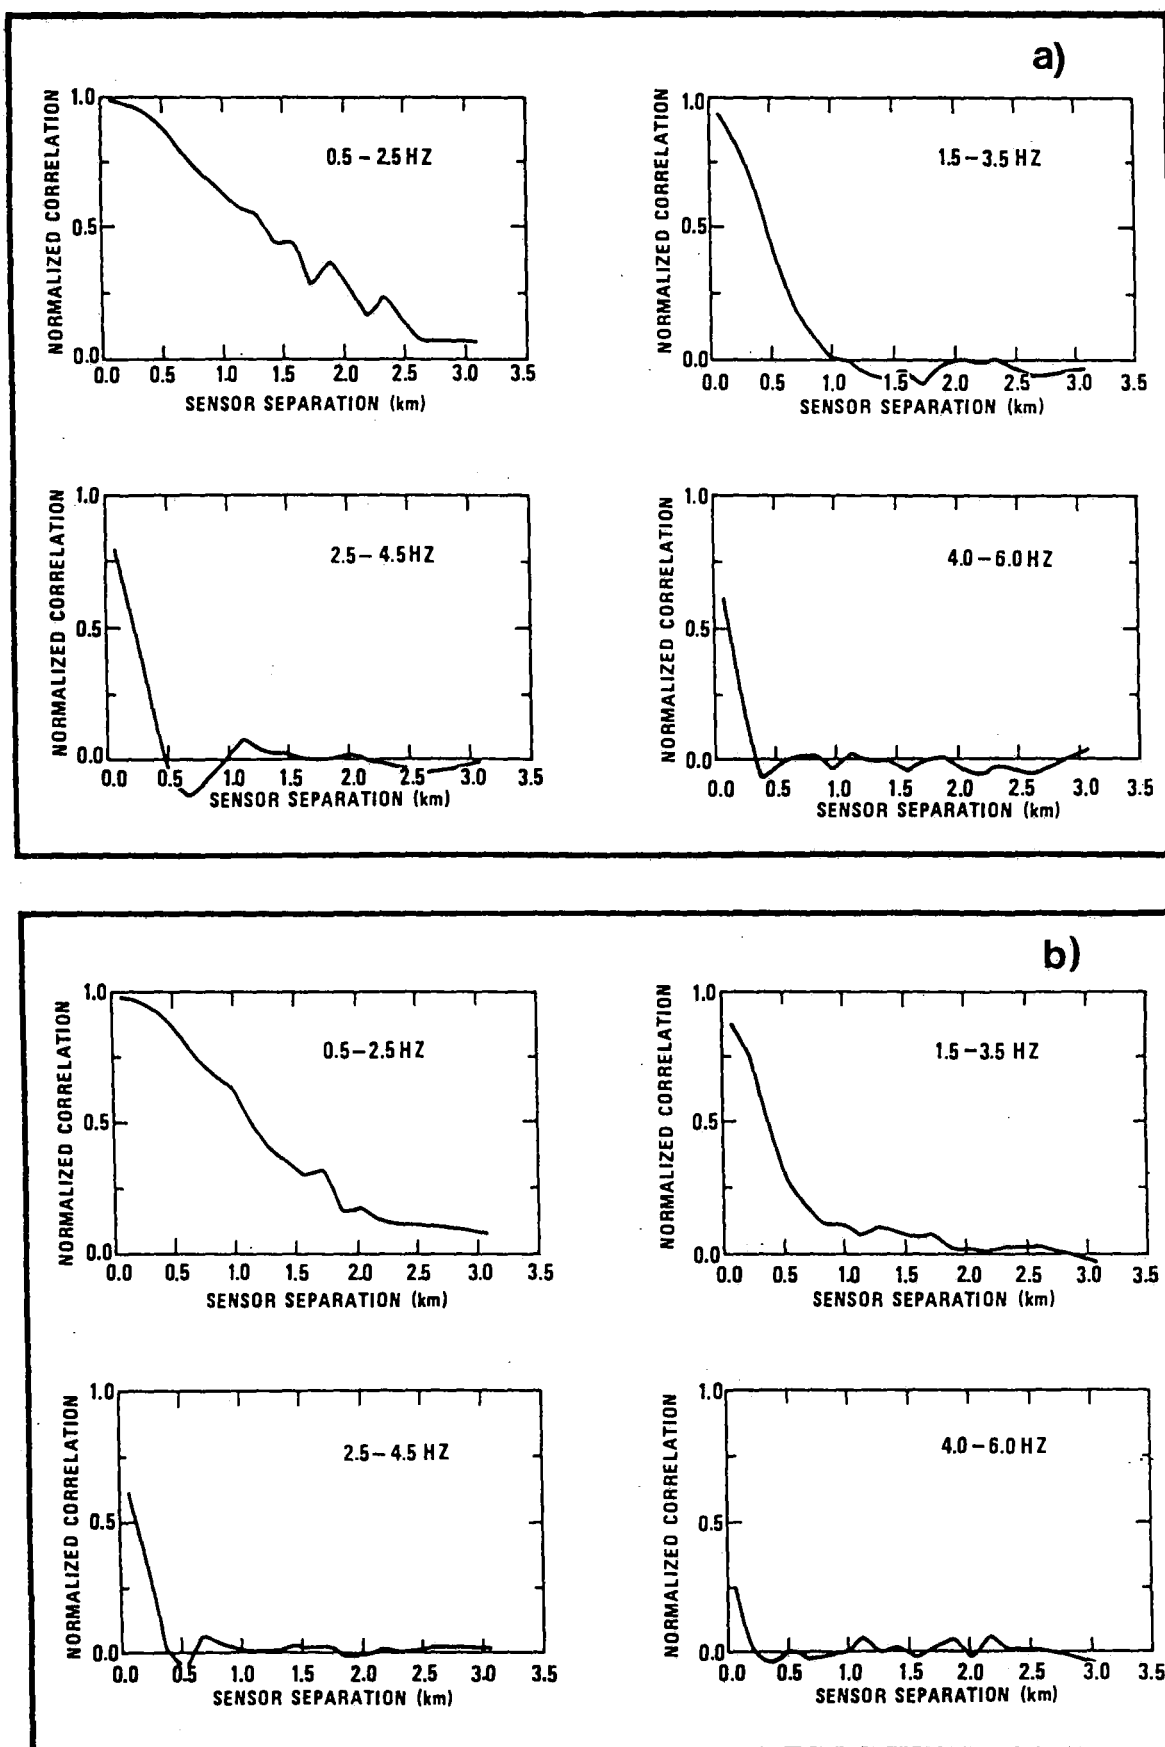 a)
1.0
0.5
0.0
NORMALIZED CORRELATION
0.5 – 2.5 HZ
0.0 0.5 1.0 1.5 2.0 2.5 3.0 3.5
SENSOR SEPARATION (km)
1.0
0.5
0.0
NORMALIZED CORRELATION
1.5 – 3.5 HZ
0.0 0.5 1.0 1.5 2.0 2.5 3.0 3.5
SENSOR SEPARATION (km)
1.0
0.5
0.0
NORMALIZED CORRELATION
2.5 – 4.5 HZ
0.0 0.5 1.0 1.5 2.0 2.5 3.0 3.5
SENSOR SEPARATION (km)
1.0
0.5
0.0
NORMALIZED CORRELATION
4.0 – 6.0 HZ
0.0 0.5 1.0 1.5 2.0 2.5 3.0 3.5
SENSOR SEPARATION (km)
b)
1.0
0.5
0.0
NORMALIZED CORRELATION
0.5 – 2.5 HZ
0.0 0.5 1.0 1.5 2.0 2.5 3.0 3.5
SENSOR SEPARATION (km)
1.0
0.5
0.0
NORMALIZED CORRELATION
1.5 – 3.5 HZ
0.0 0.5 1.0 1.5 2.0 2.5 3.0 3.5
SENSOR SEPARATION (km)
1.0
0.5
0.0
NORMALIZED CORRELATION
2.5 – 4.5 HZ
0.0 0.5 1.0 1.5 2.0 2.5 3.0 3.5
SENSOR SEPARATION (km)
1.0
0.5
0.0
NORMALIZED CORRELATION
4.0 – 6.0 HZ
0.0 0.5 1.0 1.5 2.0 2.5 3.0 3.5
SENSOR SEPARATION (km)